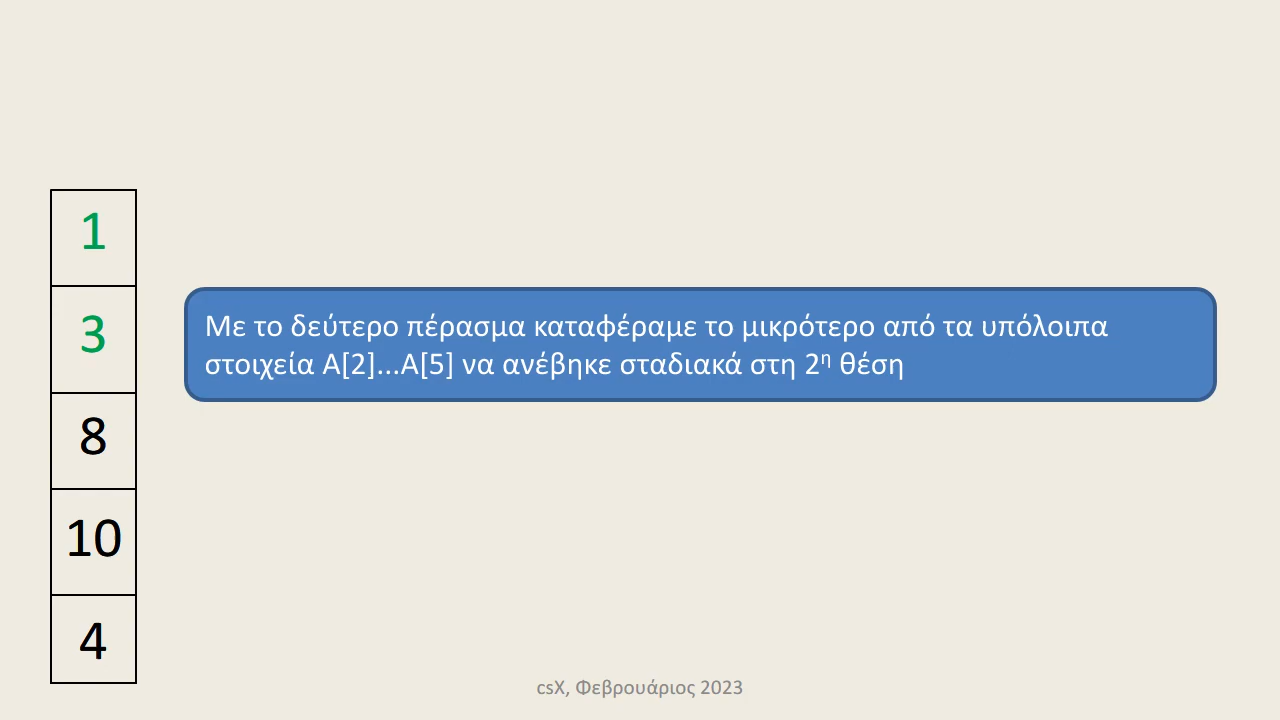 1
3
8
10
4
Με το δεύτερο πέρασμα καταφέραμε το μικρότερο από τα υπόλοιπα
στοιχεία Α[2]...Α[5] να ανέβηκε σταδιακά στη 2η θέση
csX, Φεβρουάριος 2023